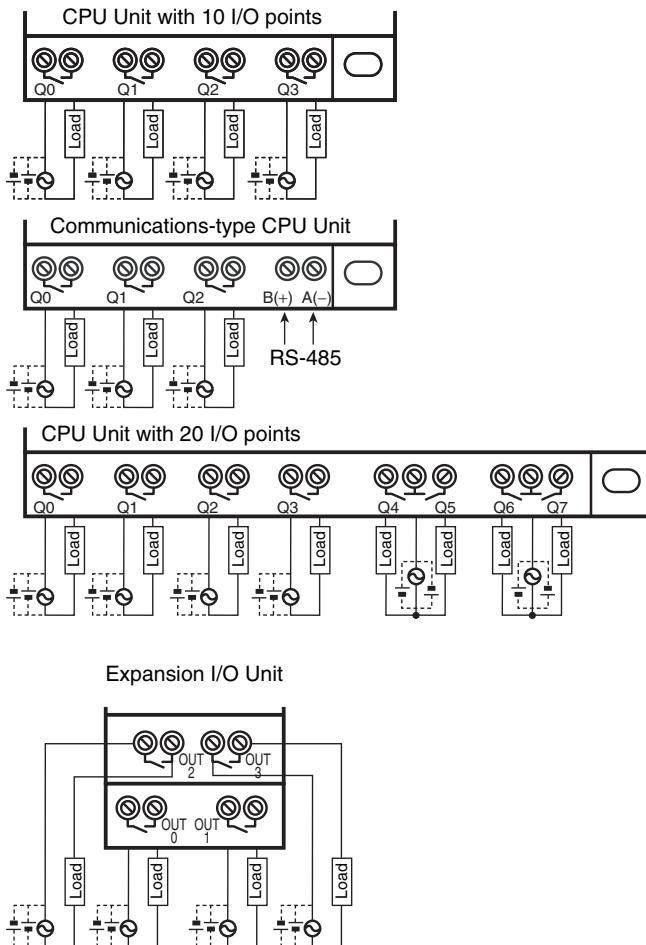 CPU Unit with 10 I/O points
Q0 Q1 Q2 Q3
Load Load Load Load
Communications-type CPU Unit
Q0 Q1 Q2 B(+) A(−)
Load Load Load
RS-485
CPU Unit with 20 I/O points
Q0 Q1 Q2 Q3 Q4 Q5 Q6 Q7
Load Load Load Load Load Load Load Load
Expansion I/O Unit
OUT 2 OUT 3
OUT 0 OUT 1
Load Load Load Load